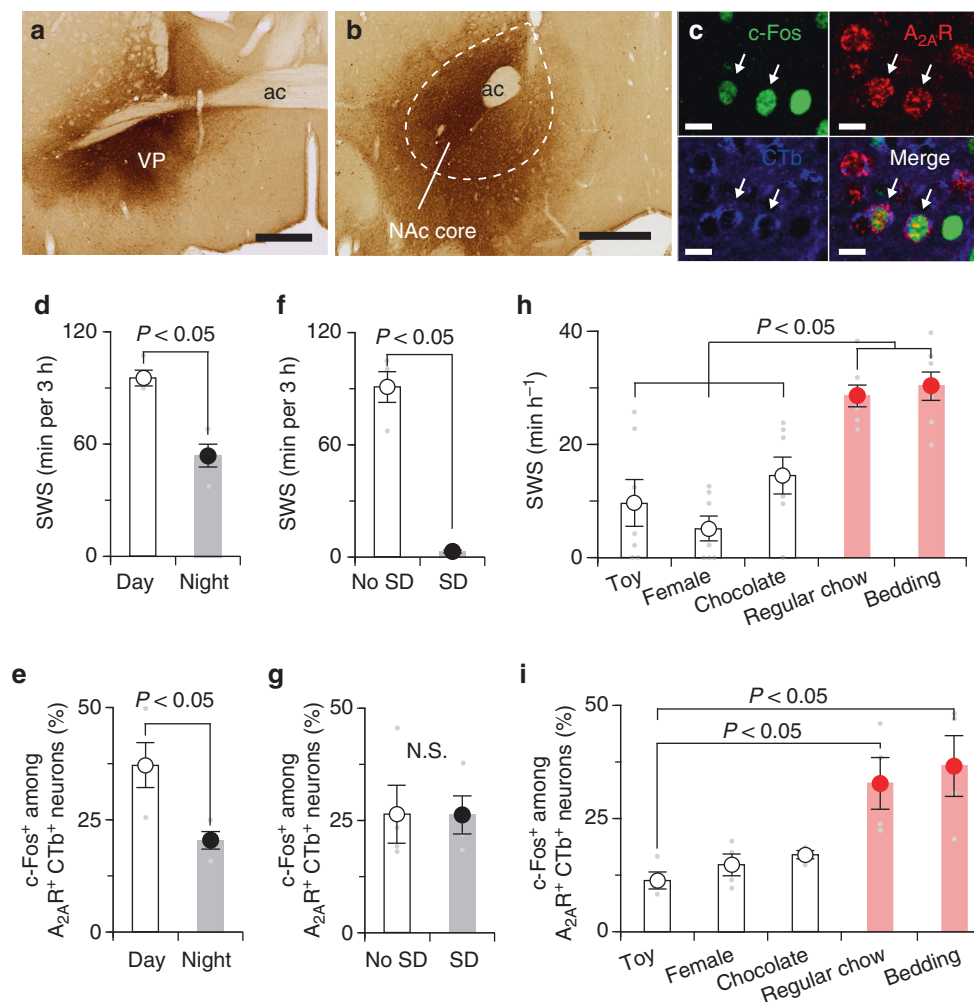 a
ac
VP
b
ac
NAc core
c
c-Fos
A2AR
CTb
Merge
d
120
60
0
SWS (min per 3 h)
P < 0.05
Day
Night
f
120
60
0
SWS (min per 3 h)
P < 0.05
No SD
SD
h
40
20
0
SWS (min h−1)
P < 0.05
Toy
Female
Chocolate
Regular chow
Bedding
e
50
25
0
c-Fos+ among
A2AR+ CTb+ neurons (%)
P < 0.05
Day
Night
g
50
25
0
c-Fos+ among
A2AR+ CTb+ neurons (%)
N.S.
No SD
SD
i
50
25
0
c-Fos+ among
A2AR+ CTb+ neurons (%)
P < 0.05
P < 0.05
Toy
Female
Chocolate
Regular chow
Bedding